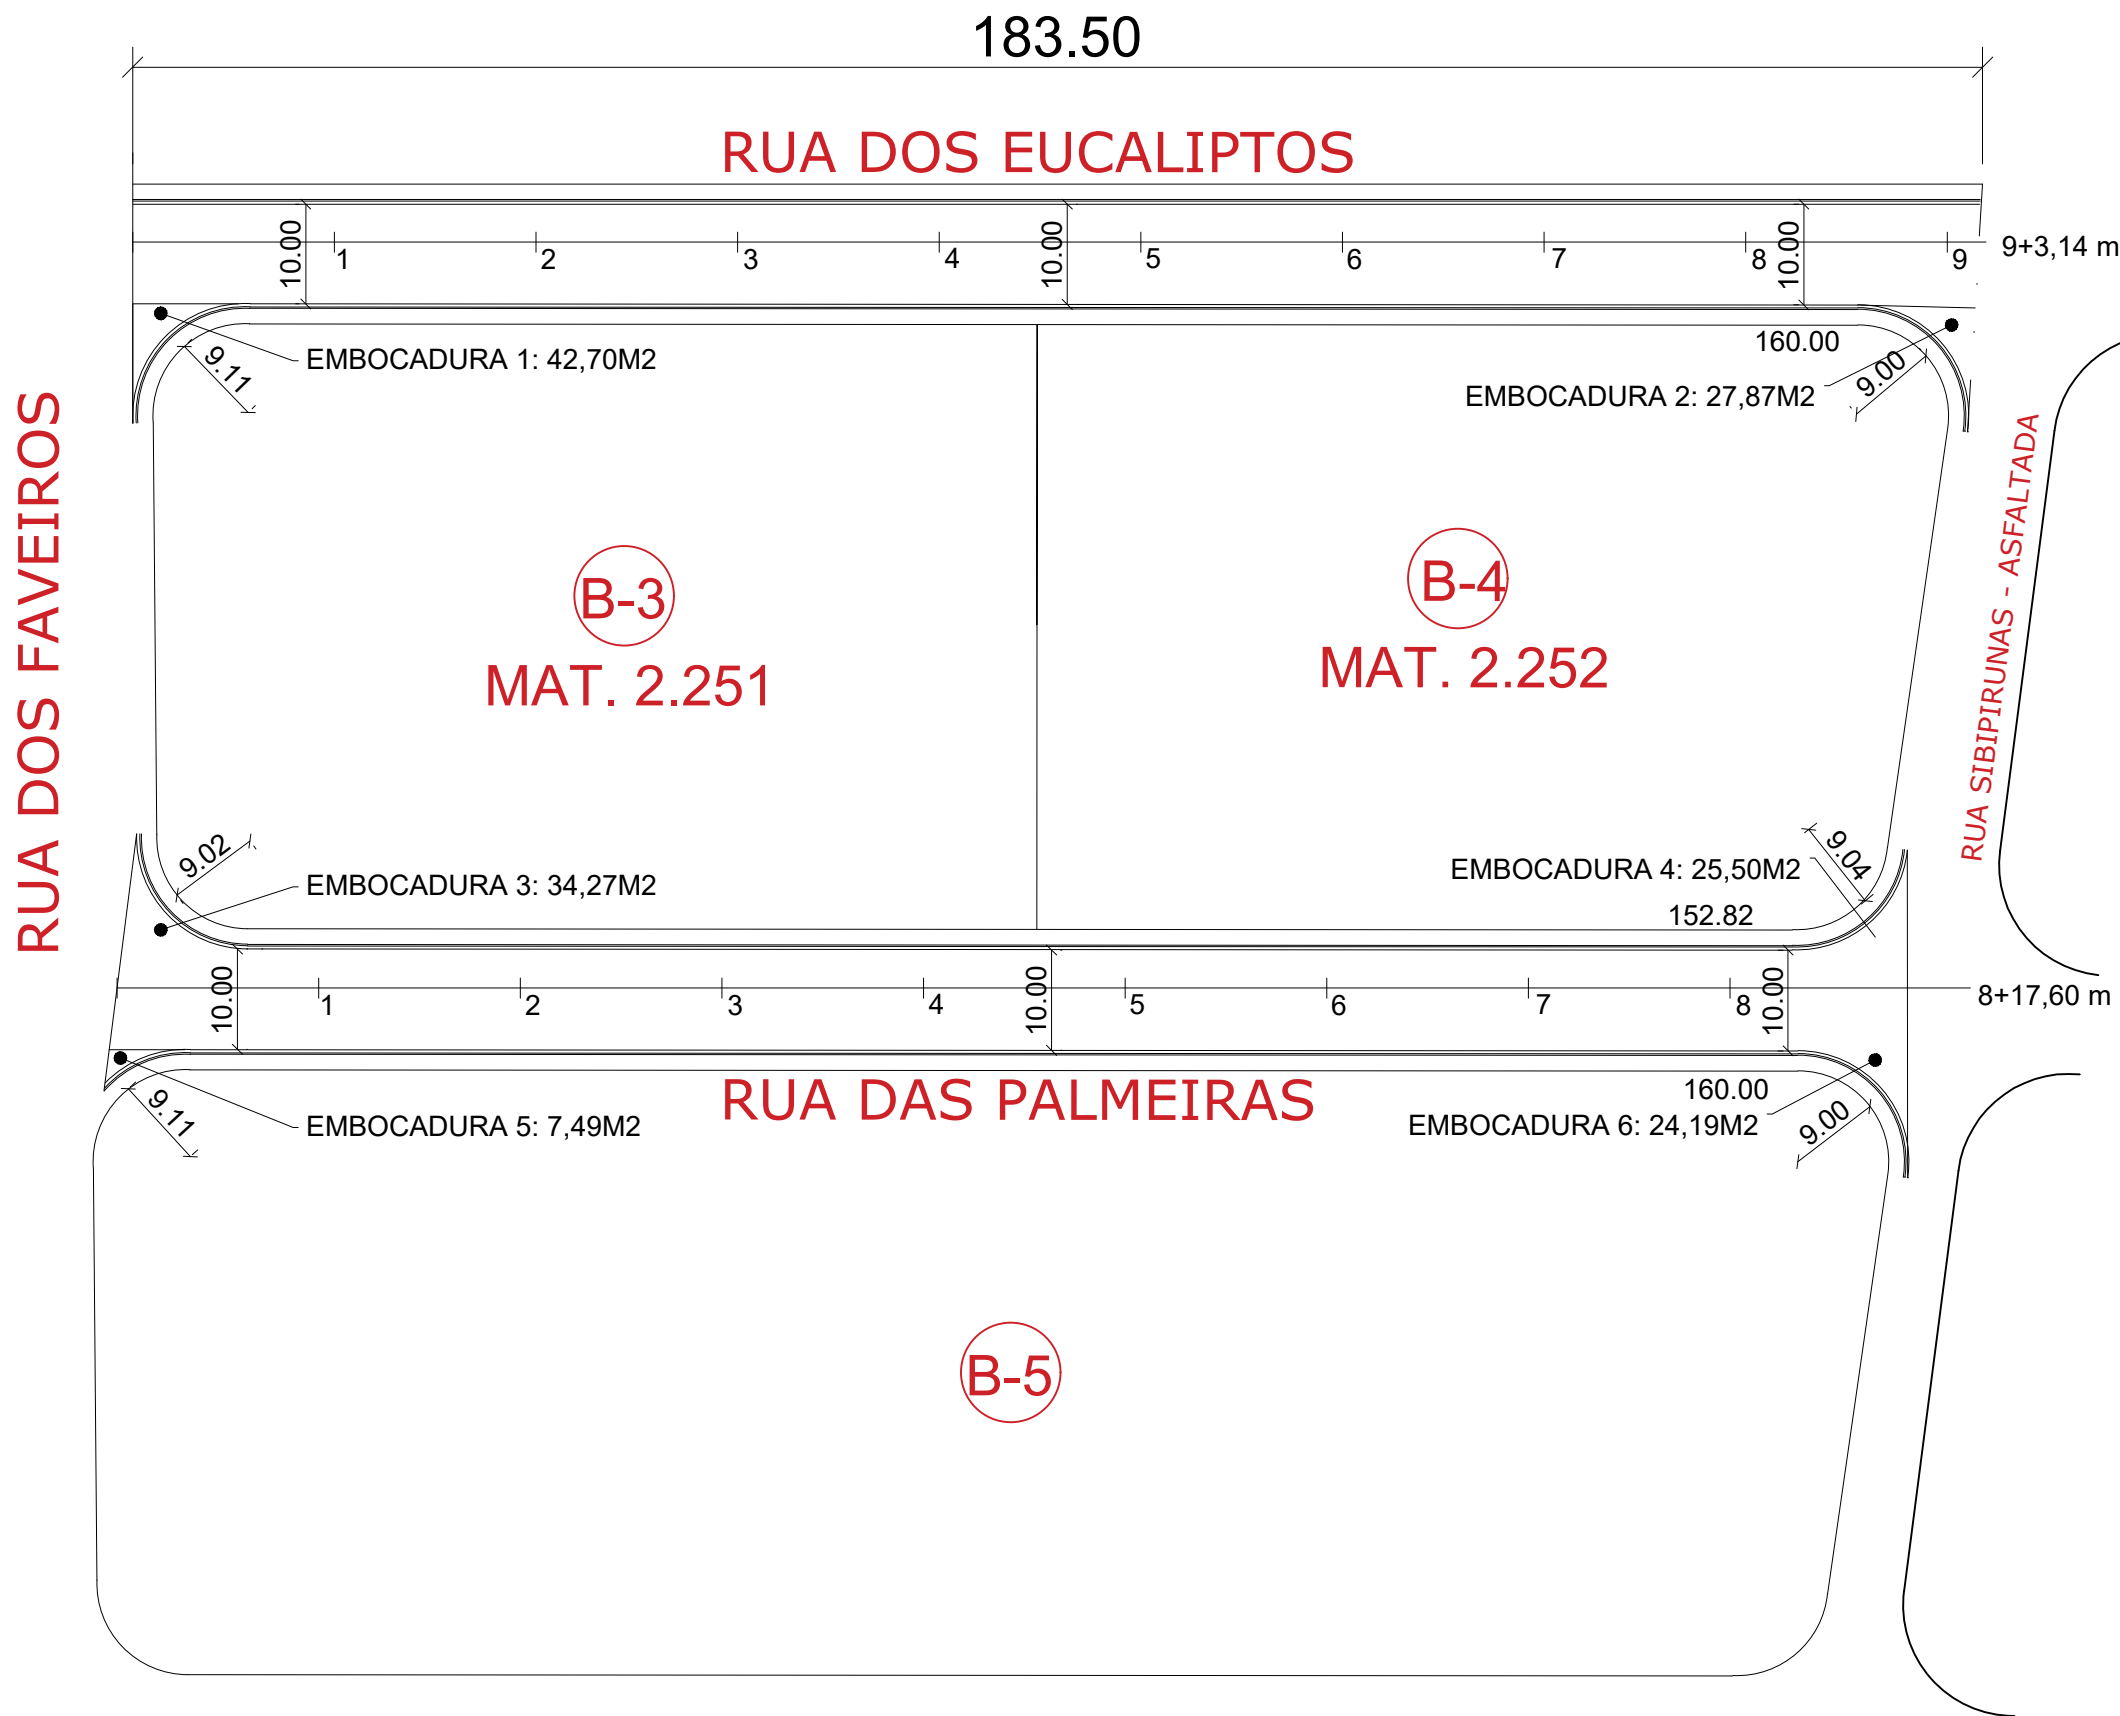 183.50
RUA DOS EUCALIPTOS
10.00
10.00
10.00
1
2
3
4
5
6
7
8
9
9+3,14 m
9.11
EMBOCADURA 1: 42,70M2
160.00
9.00
EMBOCADURA 2: 27,87M2
RUA DOS FAVEIROS
RUA SIBIPIRUNAS - ASFALTADA
B-3
MAT. 2.251
B-4
MAT. 2.252
9.02
EMBOCADURA 3: 34,27M2
EMBOCADURA 4: 25,50M2
9.04
152.82
10.00
10.00
10.00
1
2
3
4
5
6
7
8
8+17,60 m
9.11
EMBOCADURA 5: 7,49M2
RUA DAS PALMEIRAS
160.00
EMBOCADURA 6: 24,19M2
9.00
B-5